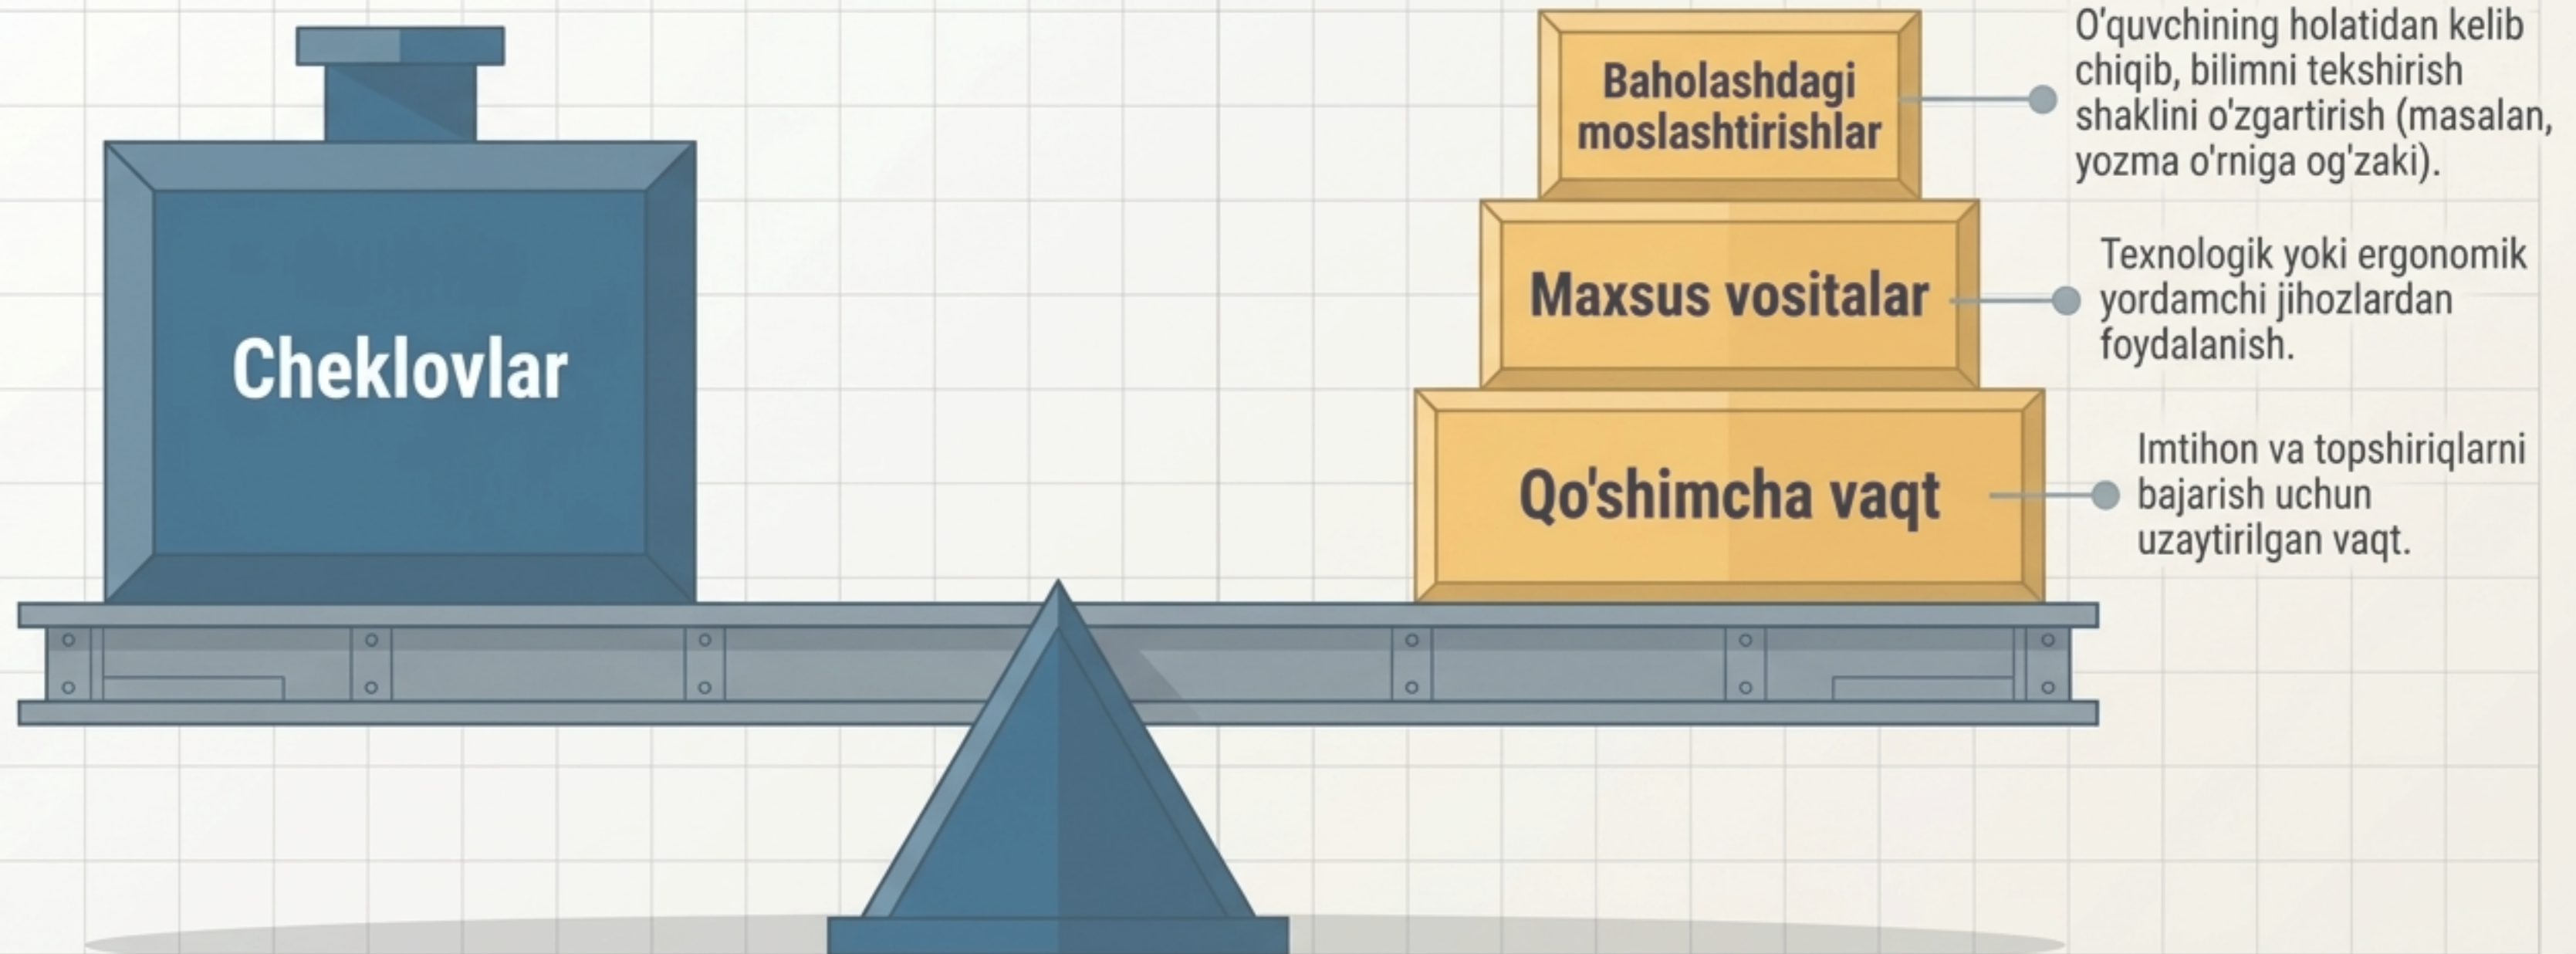 Cheklovlar
Baholashdagi
moslashtirishlar
O'quvchining holatidan kelib
chiqib, bilimni tekshirish
shaklini o'zgartirish (masalan,
yozma o'rniga og'zaki).
Maxsus vositalar
Texnologik yoki ergonomik
yordamchi jihozlardan
foydalanish.
Qo'shimcha vaqt
Imtihon va topshiriqlarni
bajarish uchun
uzaytirilgan vaqt.